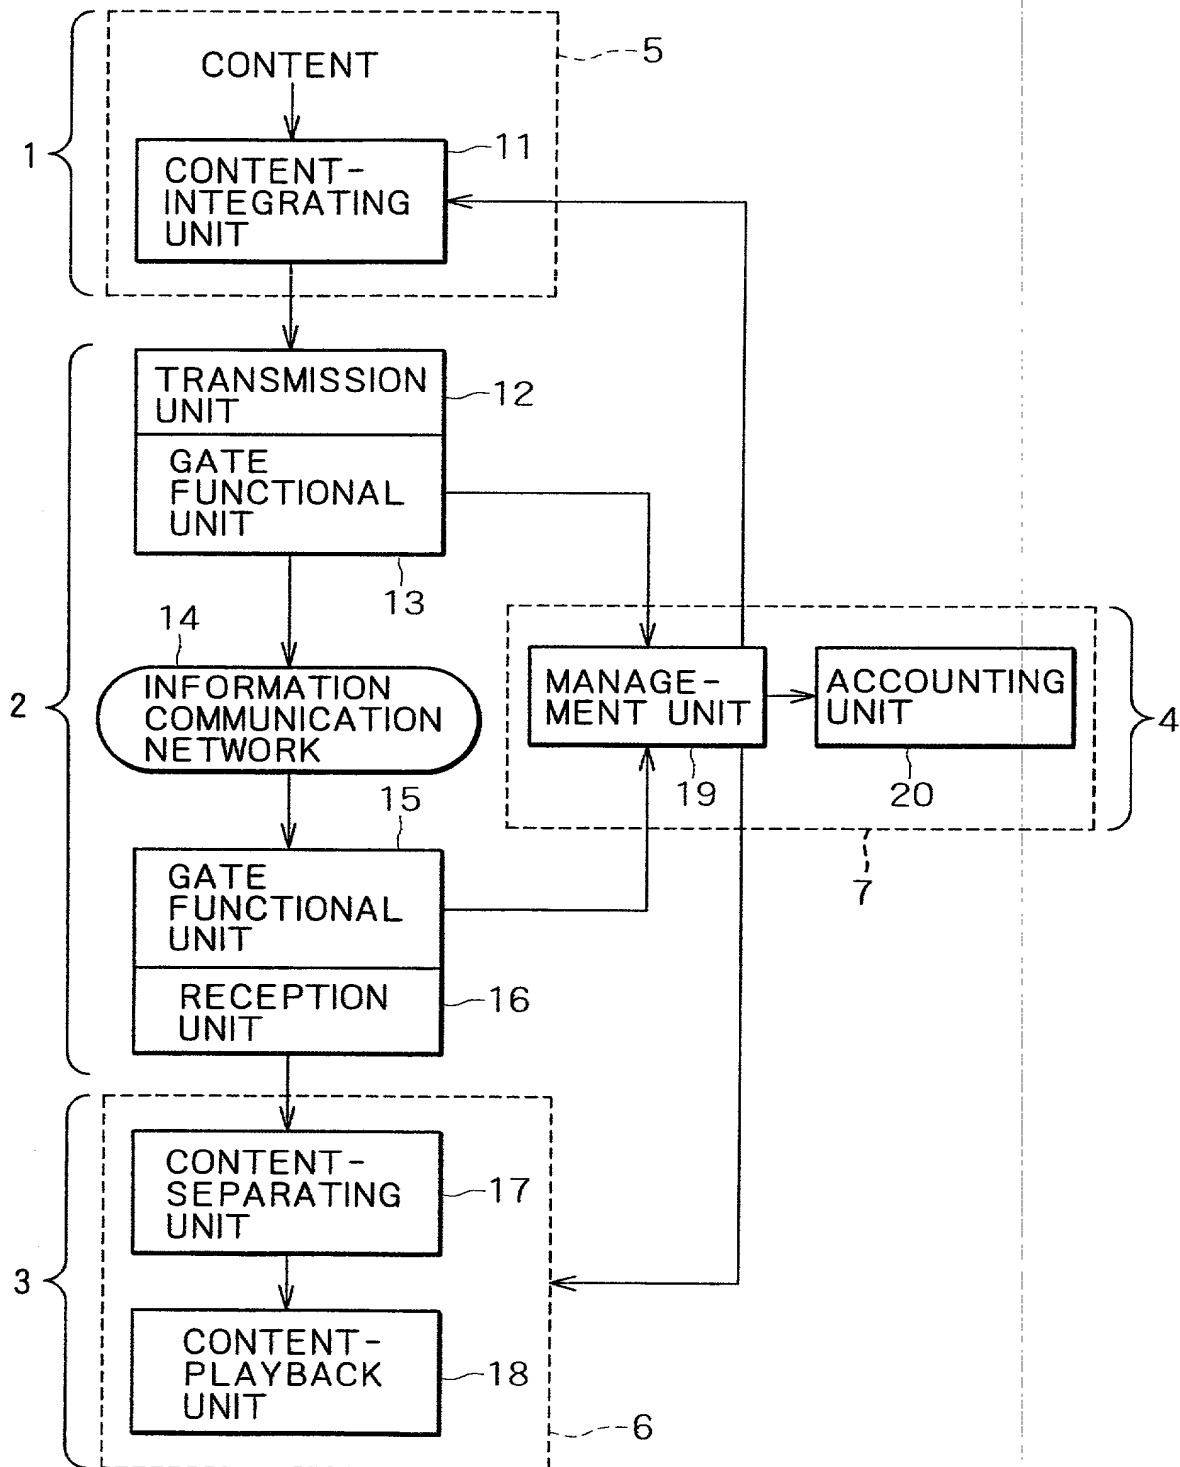 CONTENT
5
1
11
CONTENT-
INTEGRATING
UNIT
TRANSMISSION
UNIT
12
GATE
FUNCTIONAL
UNIT
13
14
2
INFORMATION
COMMUNICATION
NETWORK
MANAGE-
MENT UNIT
19
ACCOUNTING
UNIT
20
4
7
15
GATE
FUNCTIONAL
UNIT
RECEPTION
UNIT
16
3
CONTENT-
SEPARATING
UNIT
17
CONTENT-
PLAYBACK
UNIT
18
6